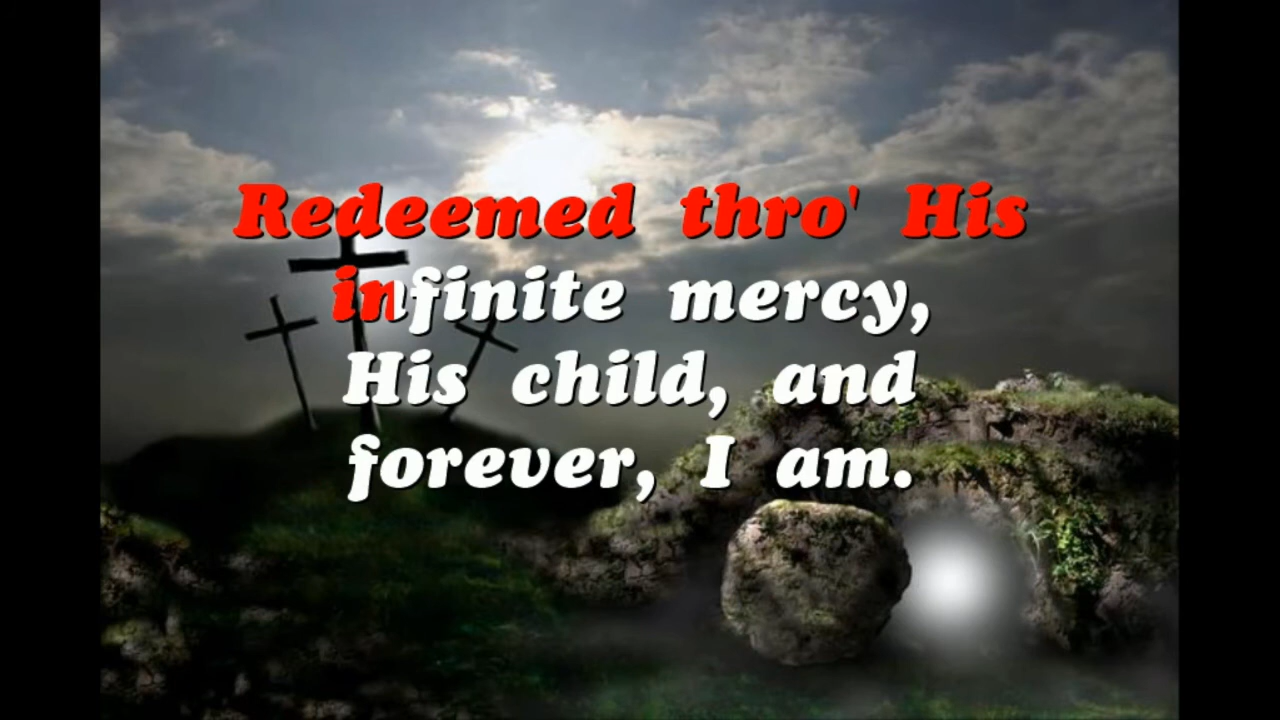 Redeemed thro' His
infinite mercy,
His child, and
forever, I am.